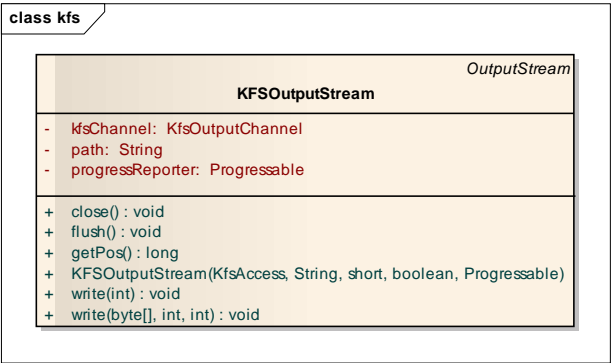 class kfs
OutputStream
KFSOutputStream
- kfsChannel: KfsOutputChannel
- path: String
- progressReporter: Progressable
+ close() : void
+ flush() : void
+ getPos() : long
+ KFSOutputStream(KfsAccess, String, short, boolean, Progressable)
+ write(int) : void
+ write(byte[], int, int) : void